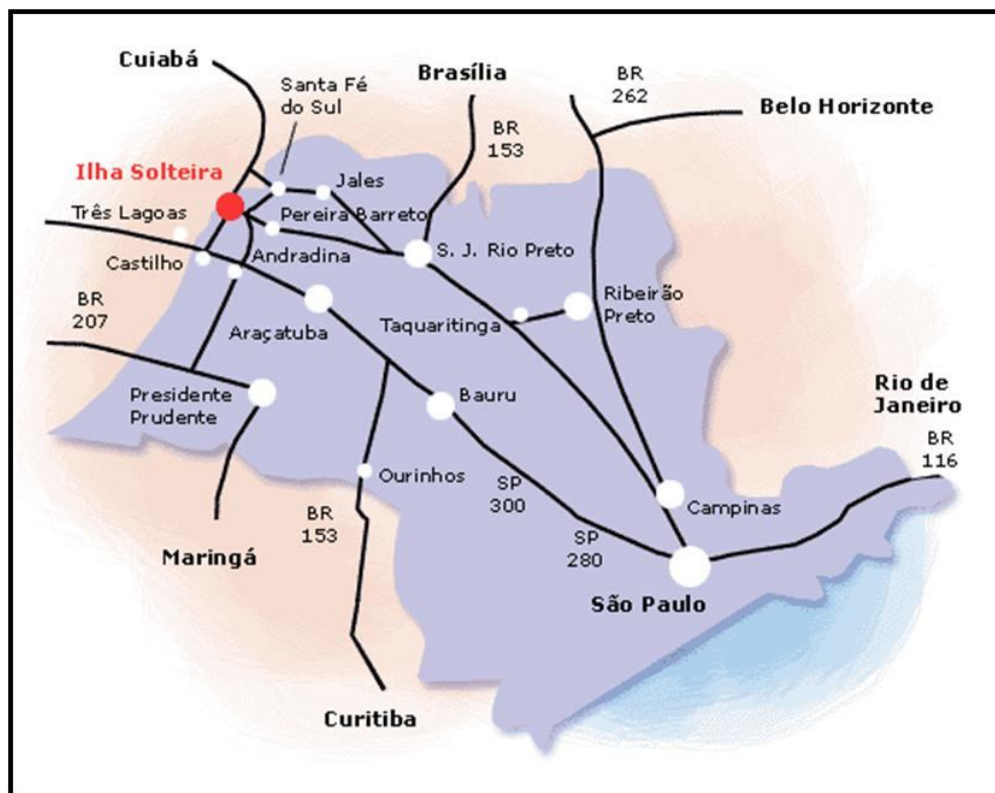 Cuiabá
Santa Fé
do Sul
Brasília
BR
262
Belo Horizonte
BR
153
Ilha Solteira
Jales
Três Lagoas
Pereira Barreto
Castilho
Andradina
S. J. Rio Preto
BR
207
Araçatuba
Taquaritinga
Ribeirão
Preto
Presidente
Prudente
Bauru
Rio de
Janeiro
BR
116
Ourinhos
SP
300
Campinas
BR
153
SP
280
Maringá
São Paulo
Curitiba